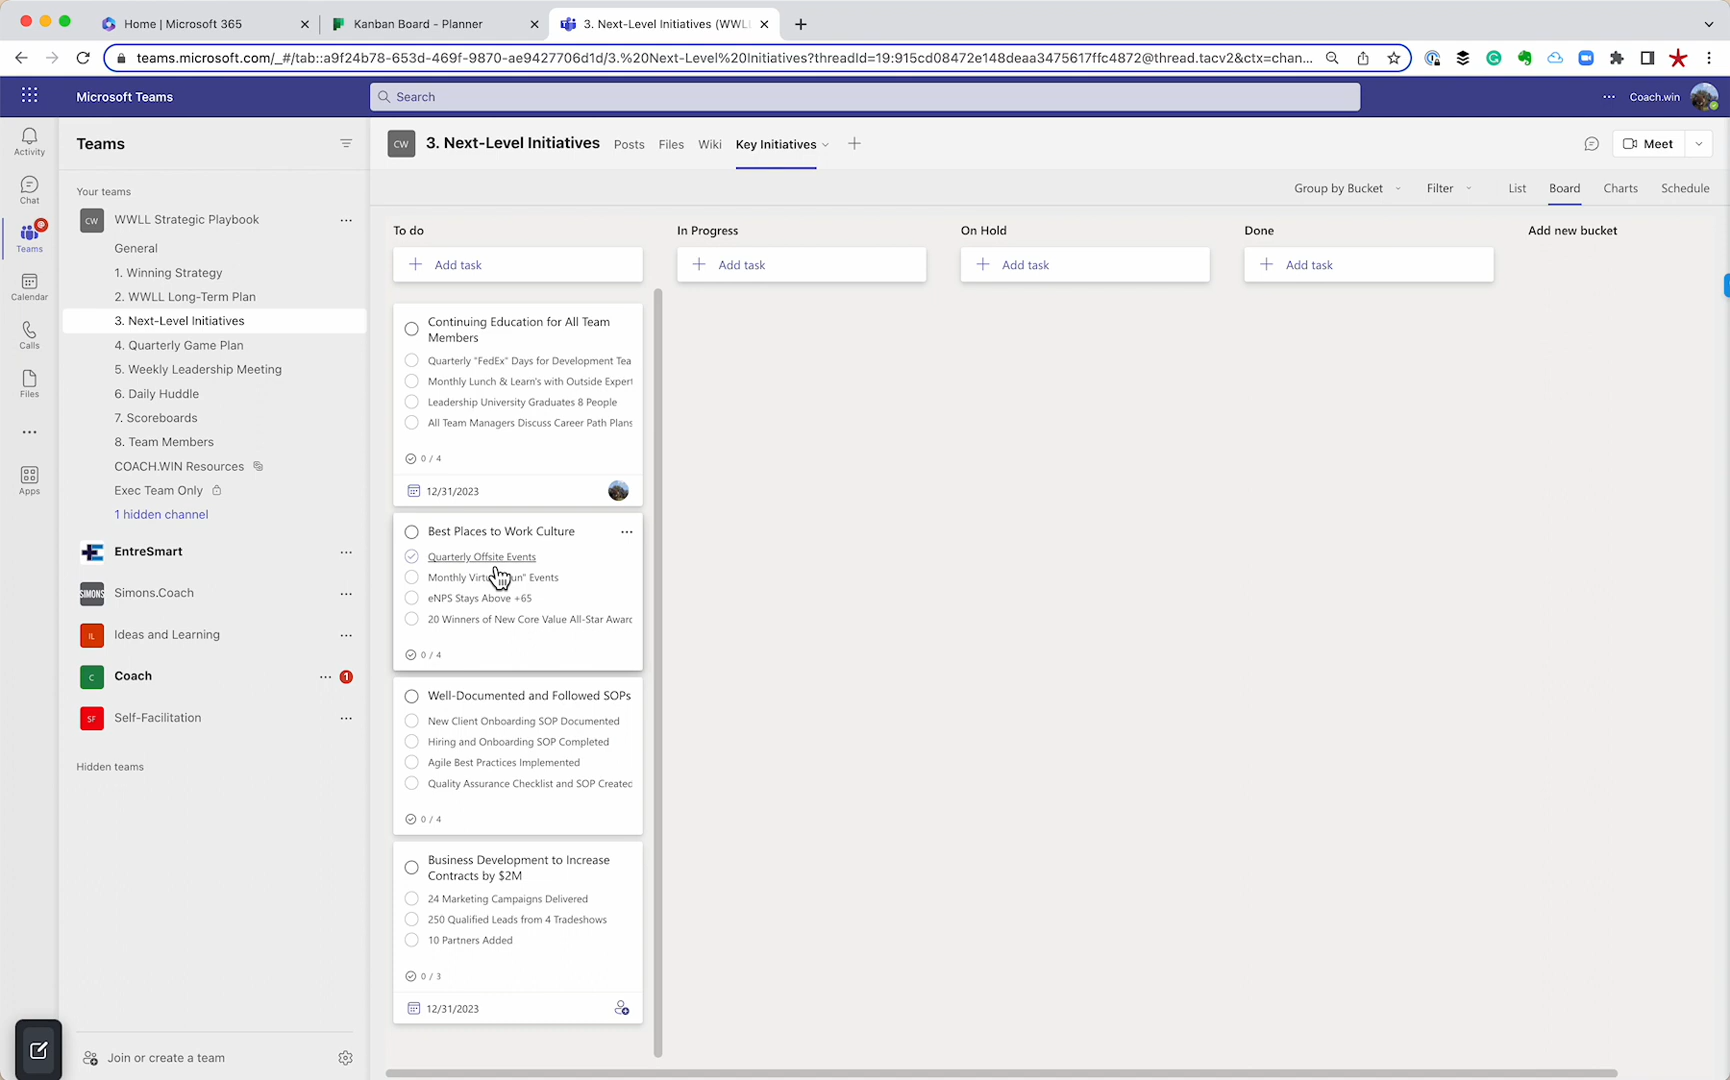 Home | Microsoft 365
Kanban Board - Planner
3. Next-Level Initiatives (WWLL
teams.microsoft.com/_#/tab::a9f24b78-653d-469f-9870-ae9427706d1d/3.%20Next-Level%20Initiatives?threadId=19:915cd08472e148deaa3475617ffc4872@thread.tacv2&ctx=chan...
Microsoft Teams
Search
Coach.win
Activity
Chat
Teams
Calendar
Calls
Files
Apps
Teams
Your teams
CW
WWLL Strategic Playbook
General
1. Winning Strategy
2. WWLL Long-Term Plan
3. Next-Level Initiatives
4. Quarterly Game Plan
5. Weekly Leadership Meeting
6. Daily Huddle
7. Scoreboards
8. Team Members
COACH.WIN Resources
Exec Team Only
1 hidden channel
EntreSmart
SIMONS
Simons.Coach
IL
Ideas and Learning
C
Coach
1
SF
Self-Facilitation
Hidden teams
Join or create a team
CW
3. Next-Level Initiatives
Posts
Files
Wiki
Key Initiatives
Meet
Group by Bucket
Filter
List
Board
Charts
Schedule
To do
Add task
Continuing Education for All Team
Members
Quarterly "FedEx" Days for Development Tea
Monthly Lunch & Learn's with Outside Expert
Leadership University Graduates 8 People
All Team Managers Discuss Career Path Plans
0 / 4
12/31/2023
Best Places to Work Culture
Quarterly Offsite Events
Monthly Virtu un" Events
eNPS Stays Above +65
20 Winners of New Core Value All-Star Award
0 / 4
Well-Documented and Followed SOPs
New Client Onboarding SOP Documented
Hiring and Onboarding SOP Completed
Agile Best Practices Implemented
Quality Assurance Checklist and SOP Created
0 / 4
Business Development to Increase
Contracts by $2M
24 Marketing Campaigns Delivered
250 Qualified Leads from 4 Tradeshows
10 Partners Added
0 / 3
12/31/2023
In Progress
Add task
On Hold
Add task
Done
Add task
Add new bucket